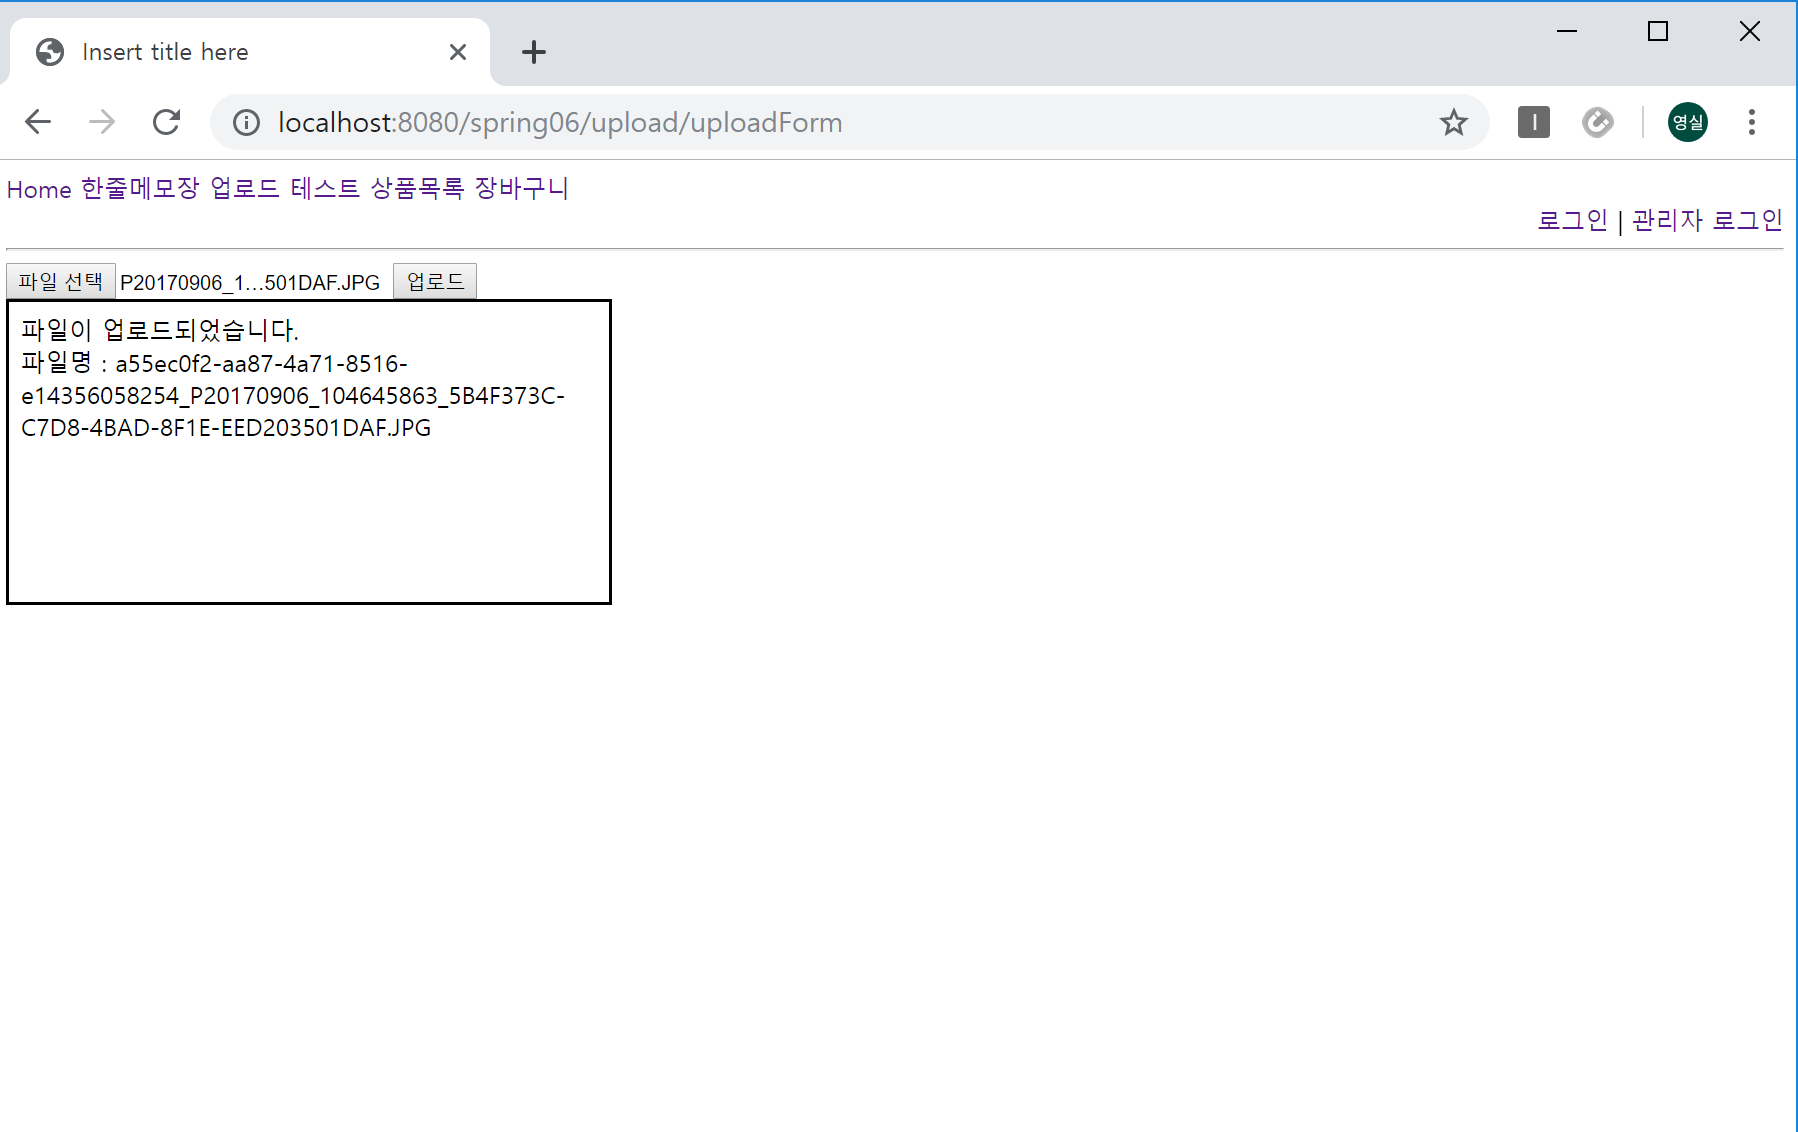 Insert title here
localhost:8080/spring06/upload/uploadForm
I
영실
Home 한줄메모장 업로드 테스트 상품목록 장바구니
로그인 | 관리자 로그인
파일 선택 P20170906_1...501DAF.JPG 업로드
파일이 업로드되었습니다.
파일명 : a55ec0f2-aa87-4a71-8516-
e14356058254_P20170906_104645863_5B4F373C-
C7D8-4BAD-8F1E-EED203501DAF.JPG